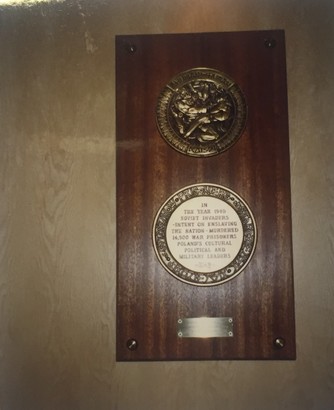 IN
THE YEAR 1940
SOVIET INVADERS
INTENT ON ENSLAVING
THE NATION MURDERED
14,500 WAR PRISONERS
POLAND'S CULTURAL
POLITICAL AND
MILITARY LEADERS